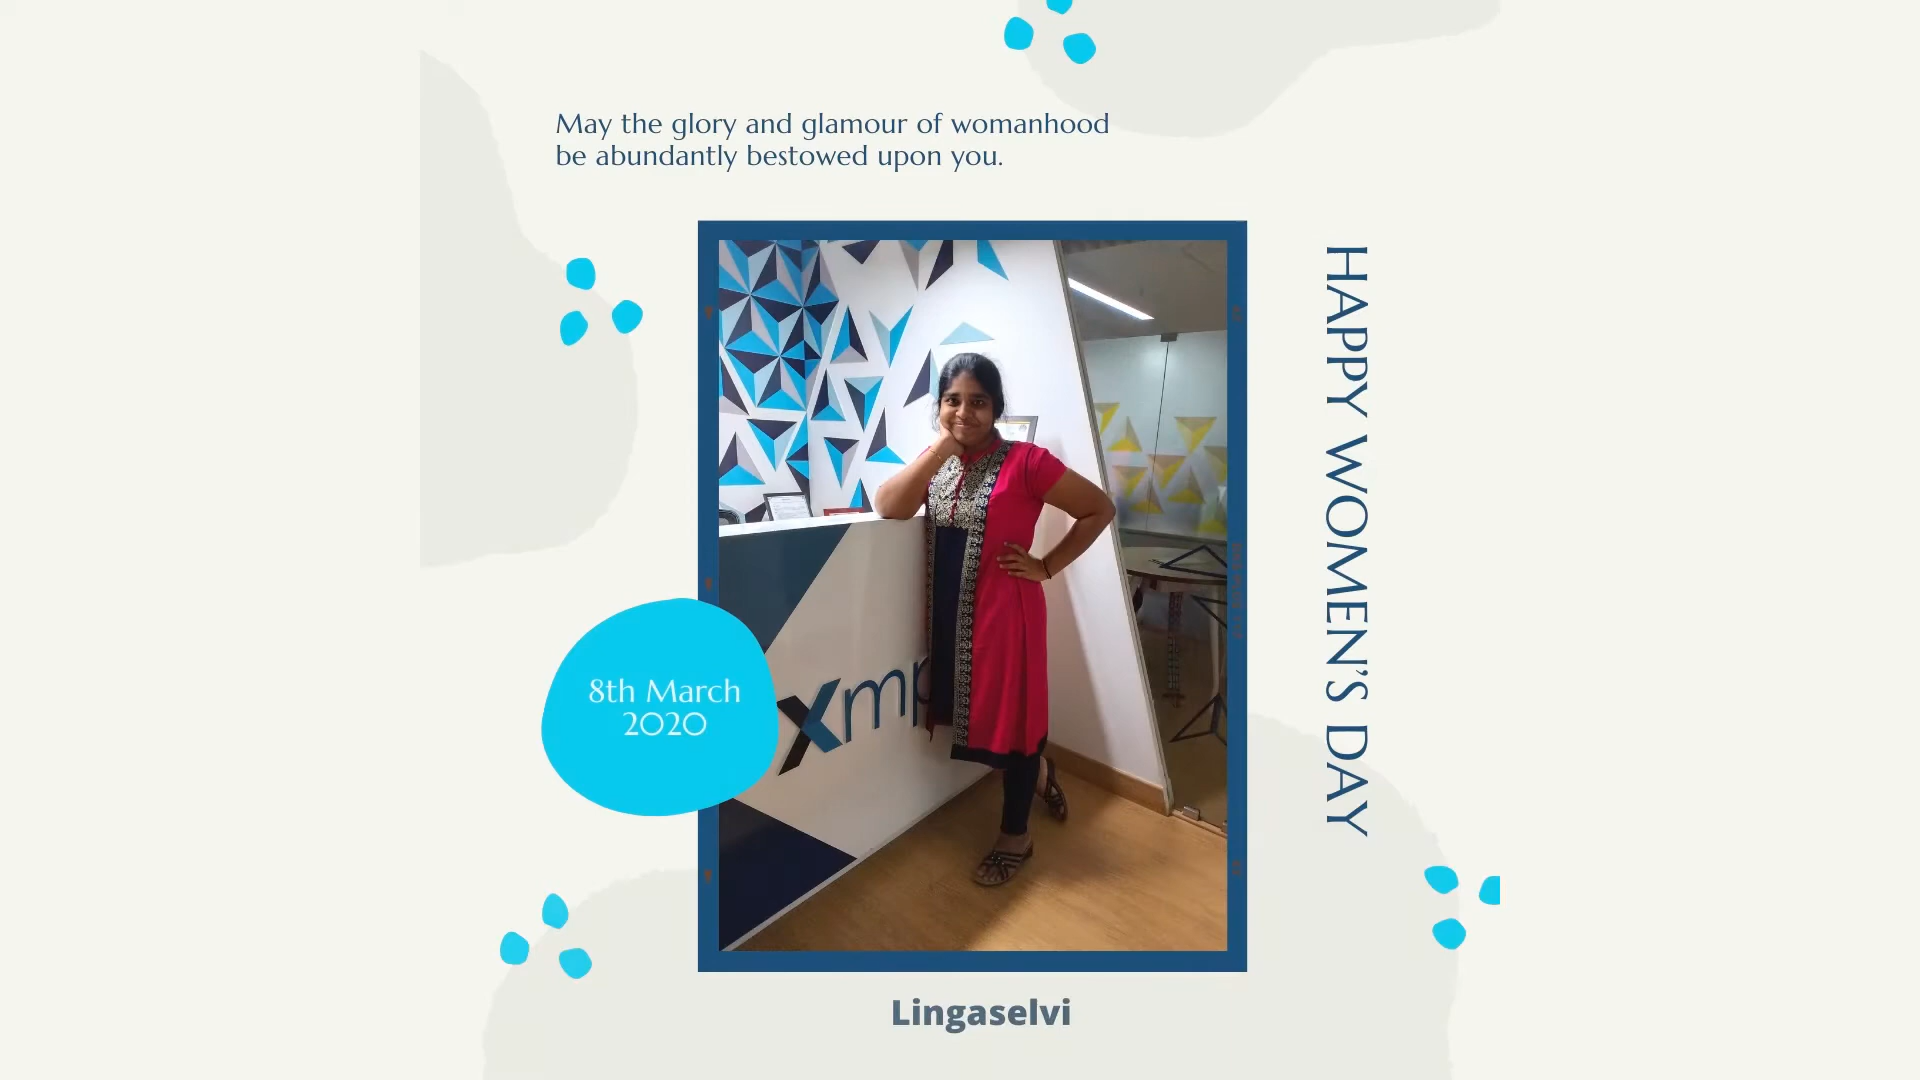 May the glory and glamour of womanhood
be abundantly bestowed upon you.
HAPPY WOMEN'S DAY
8th March
2020
xmp
Lingaselvi